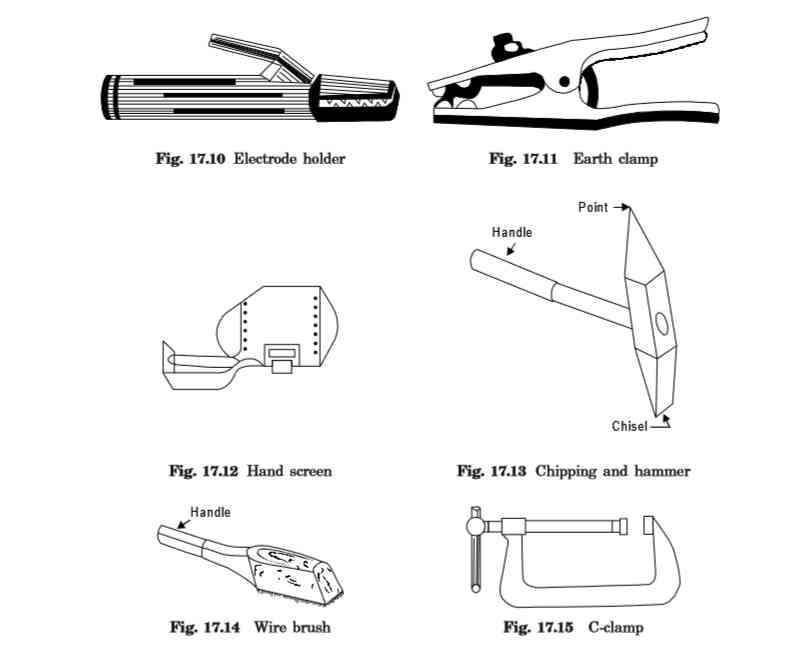 Fig. 17.10 Electrode holder
Fig. 17.11 Earth clamp
Point
Handle
Chisel
Fig. 17.12 Hand screen
Fig. 17.13 Chipping and hammer
Handle
Fig. 17.14 Wire brush
Fig. 17.15 C-clamp